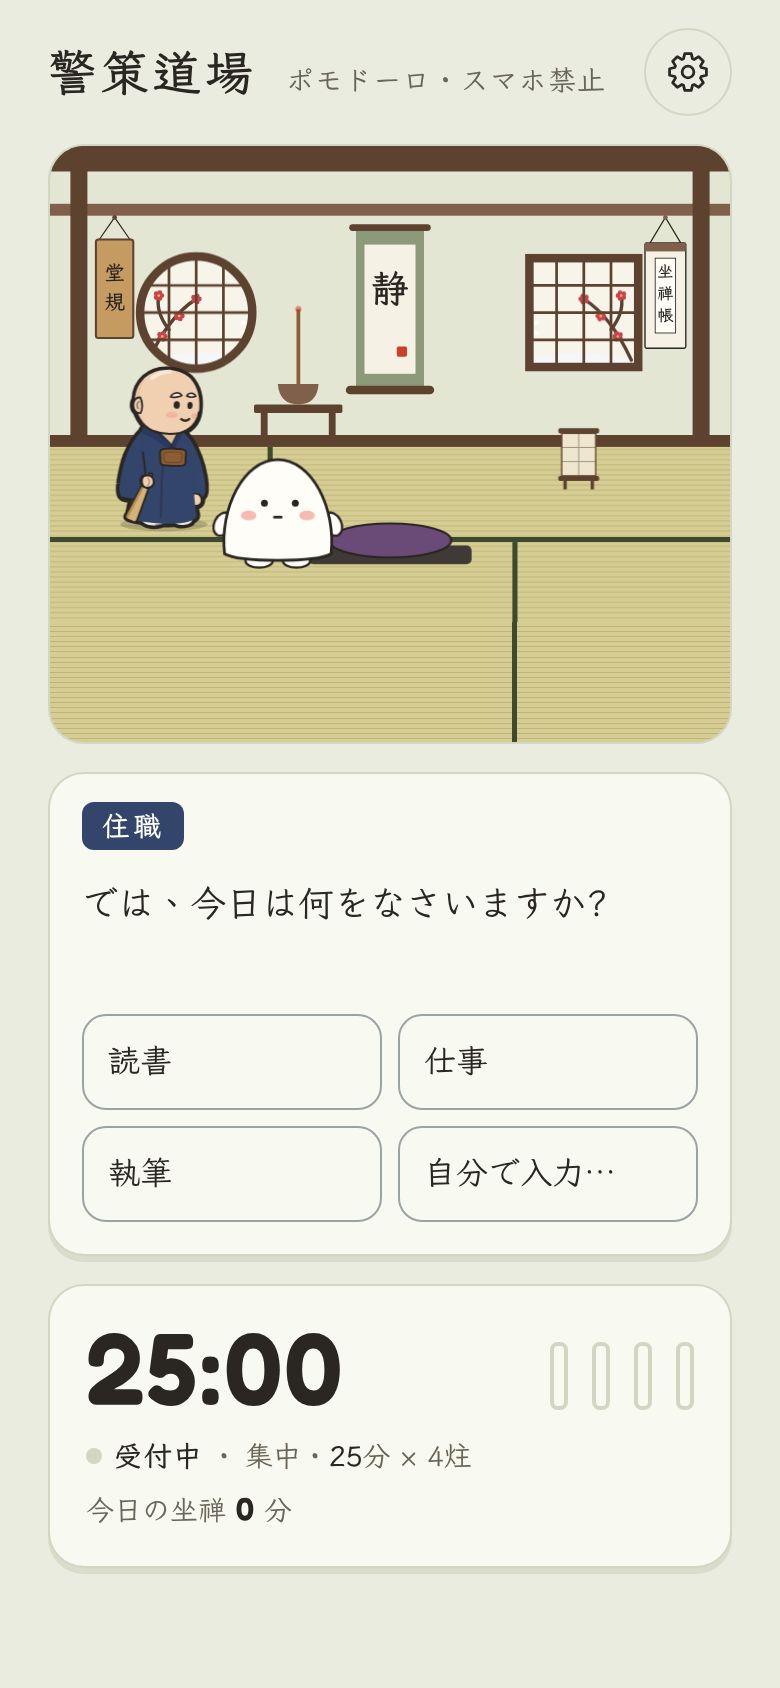 警策道場
ポモドーロ・スマホ禁止
堂規
静
坐禅帳
住職
では、今日は何をなさいますか?
読書
仕事
執筆
自分で入力…
25:00
受付中 ・ 集中・25分 × 4炷
今日の坐禅 0 分